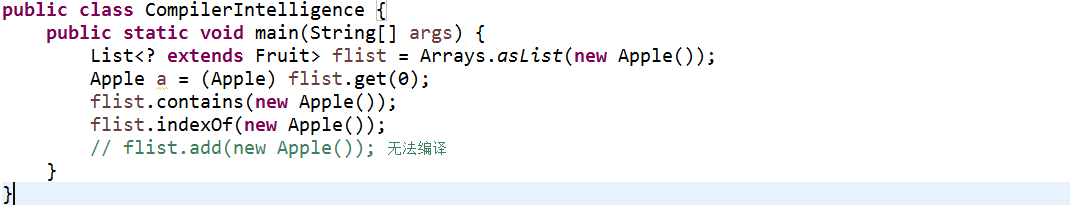 public class CompilerIntelligence {
    public static void main(String[] args) {
        List<? extends Fruit> flist = Arrays.asList(new Apple());
        Apple a = (Apple) flist.get(0);
        flist.contains(new Apple());
        flist.indexOf(new Apple());
        // flist.add(new Apple()); 无法编译
    }
}